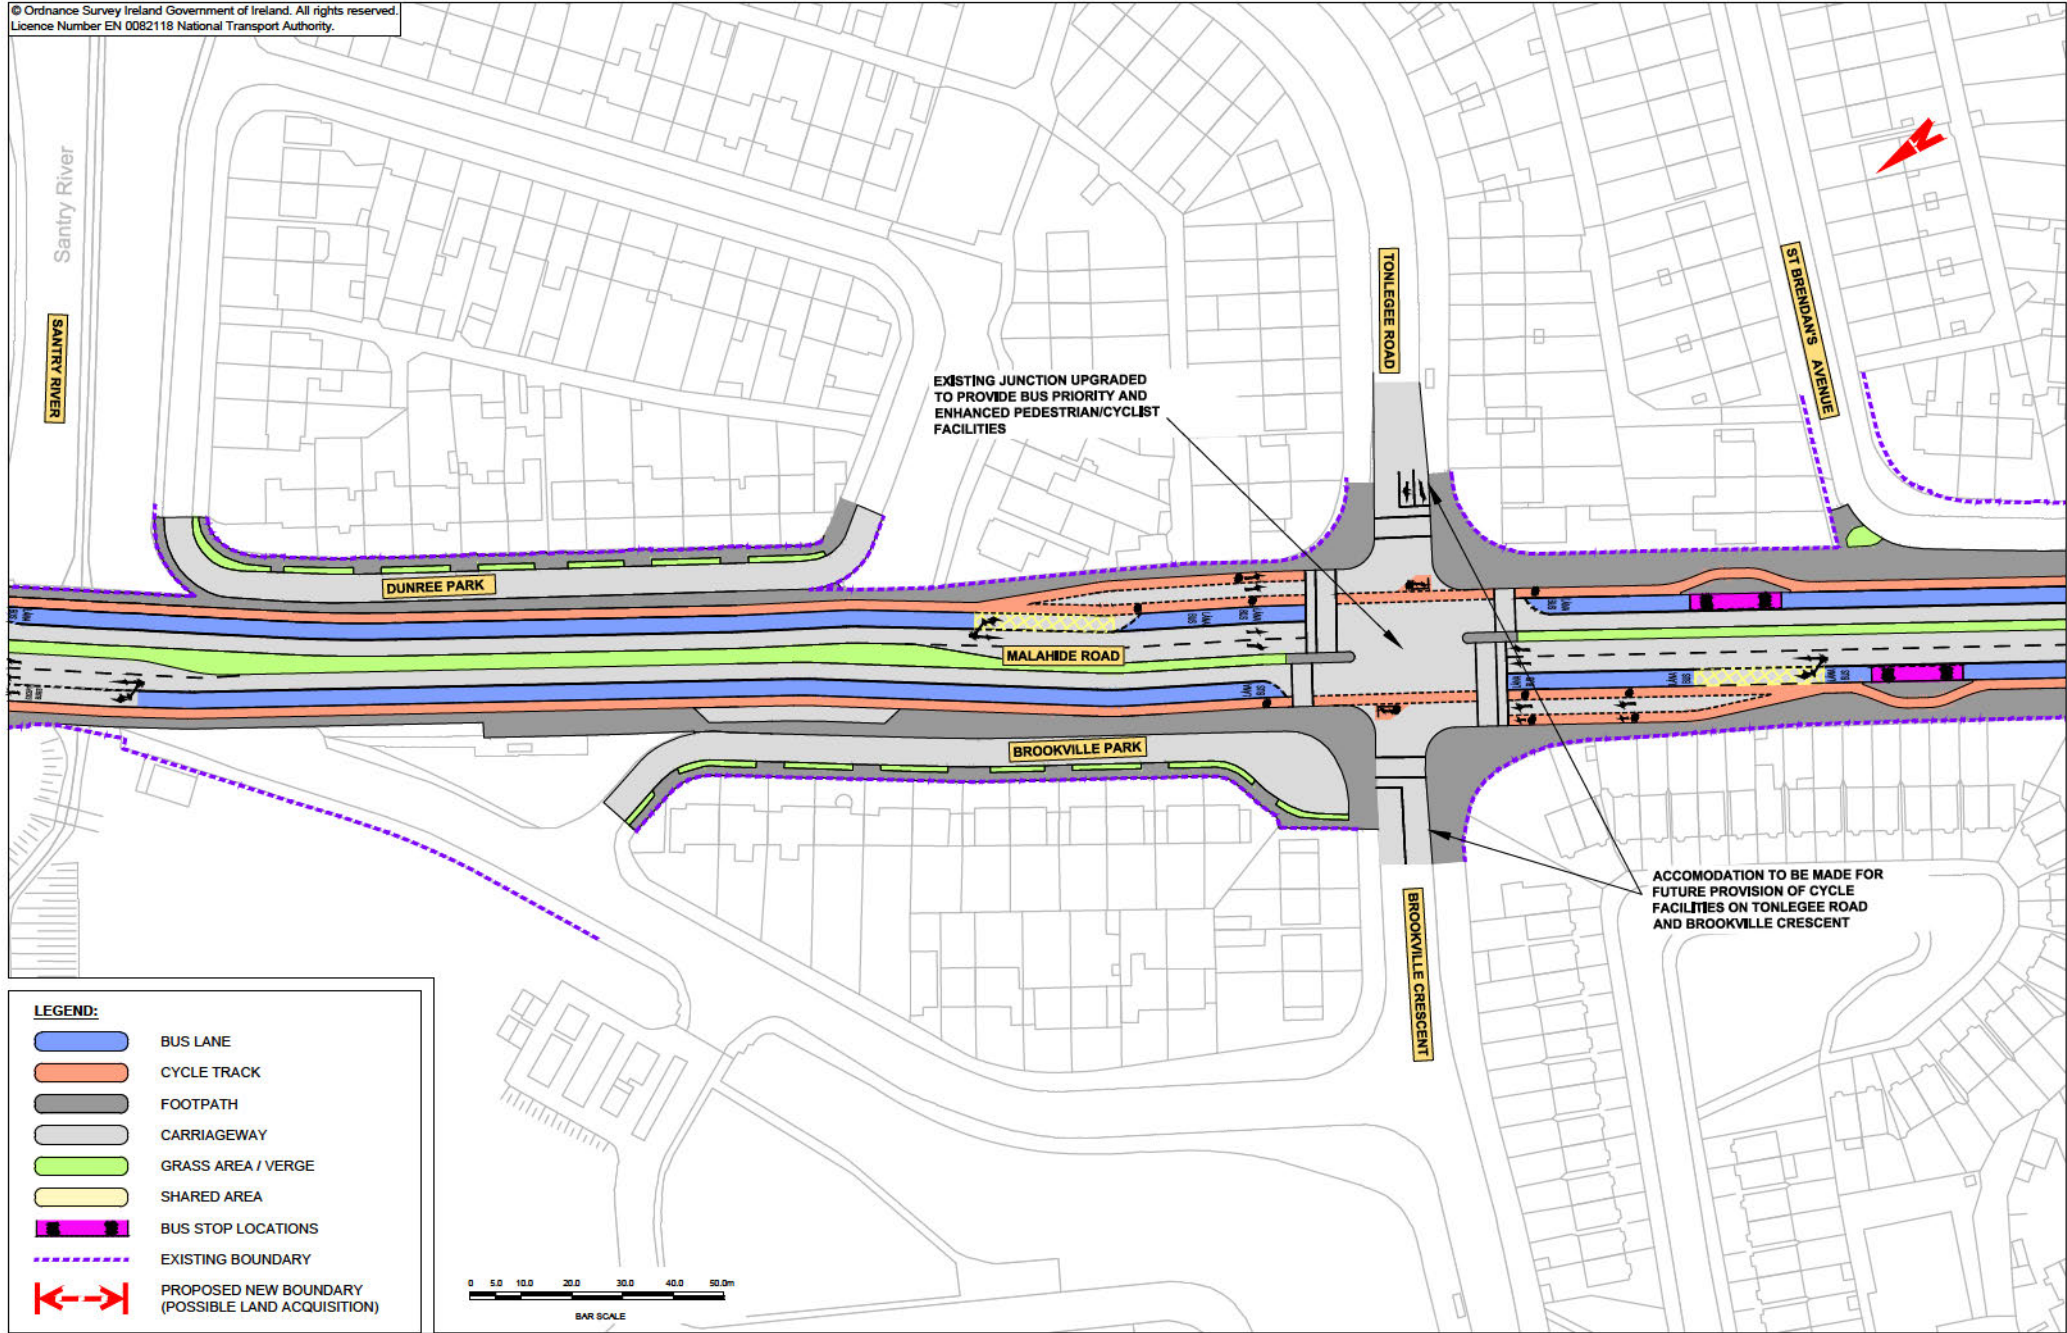 © Ordnance Survey Ireland Government of Ireland. All rights reserved.
Licence Number EN 0082118 National Transport Authority.
Santry River
SANTRY RIVER
TONLEGEE ROAD
ST BRENDAN'S AVENUE
EXISTING JUNCTION UPGRADED
TO PROVIDE BUS PRIORITY AND
ENHANCED PEDESTRIAN/CYCLIST
FACILITIES
DUNREE PARK
MALAHIDE ROAD
BROOKVILLE PARK
ACCOMODATION TO BE MADE FOR
FUTURE PROVISION OF CYCLE
FACILITIES ON TONLEGEE ROAD
AND BROOKVILLE CRESCENT
BROOKVILLE CRESCENT
LEGEND:
BUS LANE
CYCLE TRACK
FOOTPATH
CARRIAGEWAY
GRASS AREA / VERGE
SHARED AREA
BUS STOP LOCATIONS
EXISTING BOUNDARY
PROPOSED NEW BOUNDARY
(POSSIBLE LAND ACQUISITION)
0 5.0 10.0 20.0 30.0 40.0 50.0m
BAR SCALE